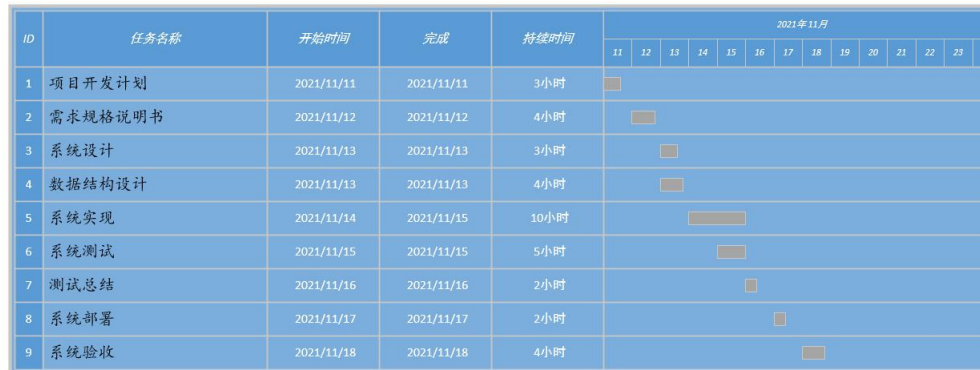 2021年11月
ID 任务名称 开始时间 完成 持续时间
11 12 13 14 15 16 17 18 19 20 21 22 23
1 项目开发计划 2021/11/11 2021/11/11 3小时
2 需求规格说明书 2021/11/12 2021/11/12 4小时
3 系统设计 2021/11/13 2021/11/13 3小时
4 数据结构设计 2021/11/13 2021/11/13 4小时
5 系统实现 2021/11/14 2021/11/15 10小时
6 系统测试 2021/11/15 2021/11/15 5小时
7 测试总结 2021/11/16 2021/11/16 2小时
8 系统部署 2021/11/17 2021/11/17 2小时
9 系统验收 2021/11/18 2021/11/18 4小时